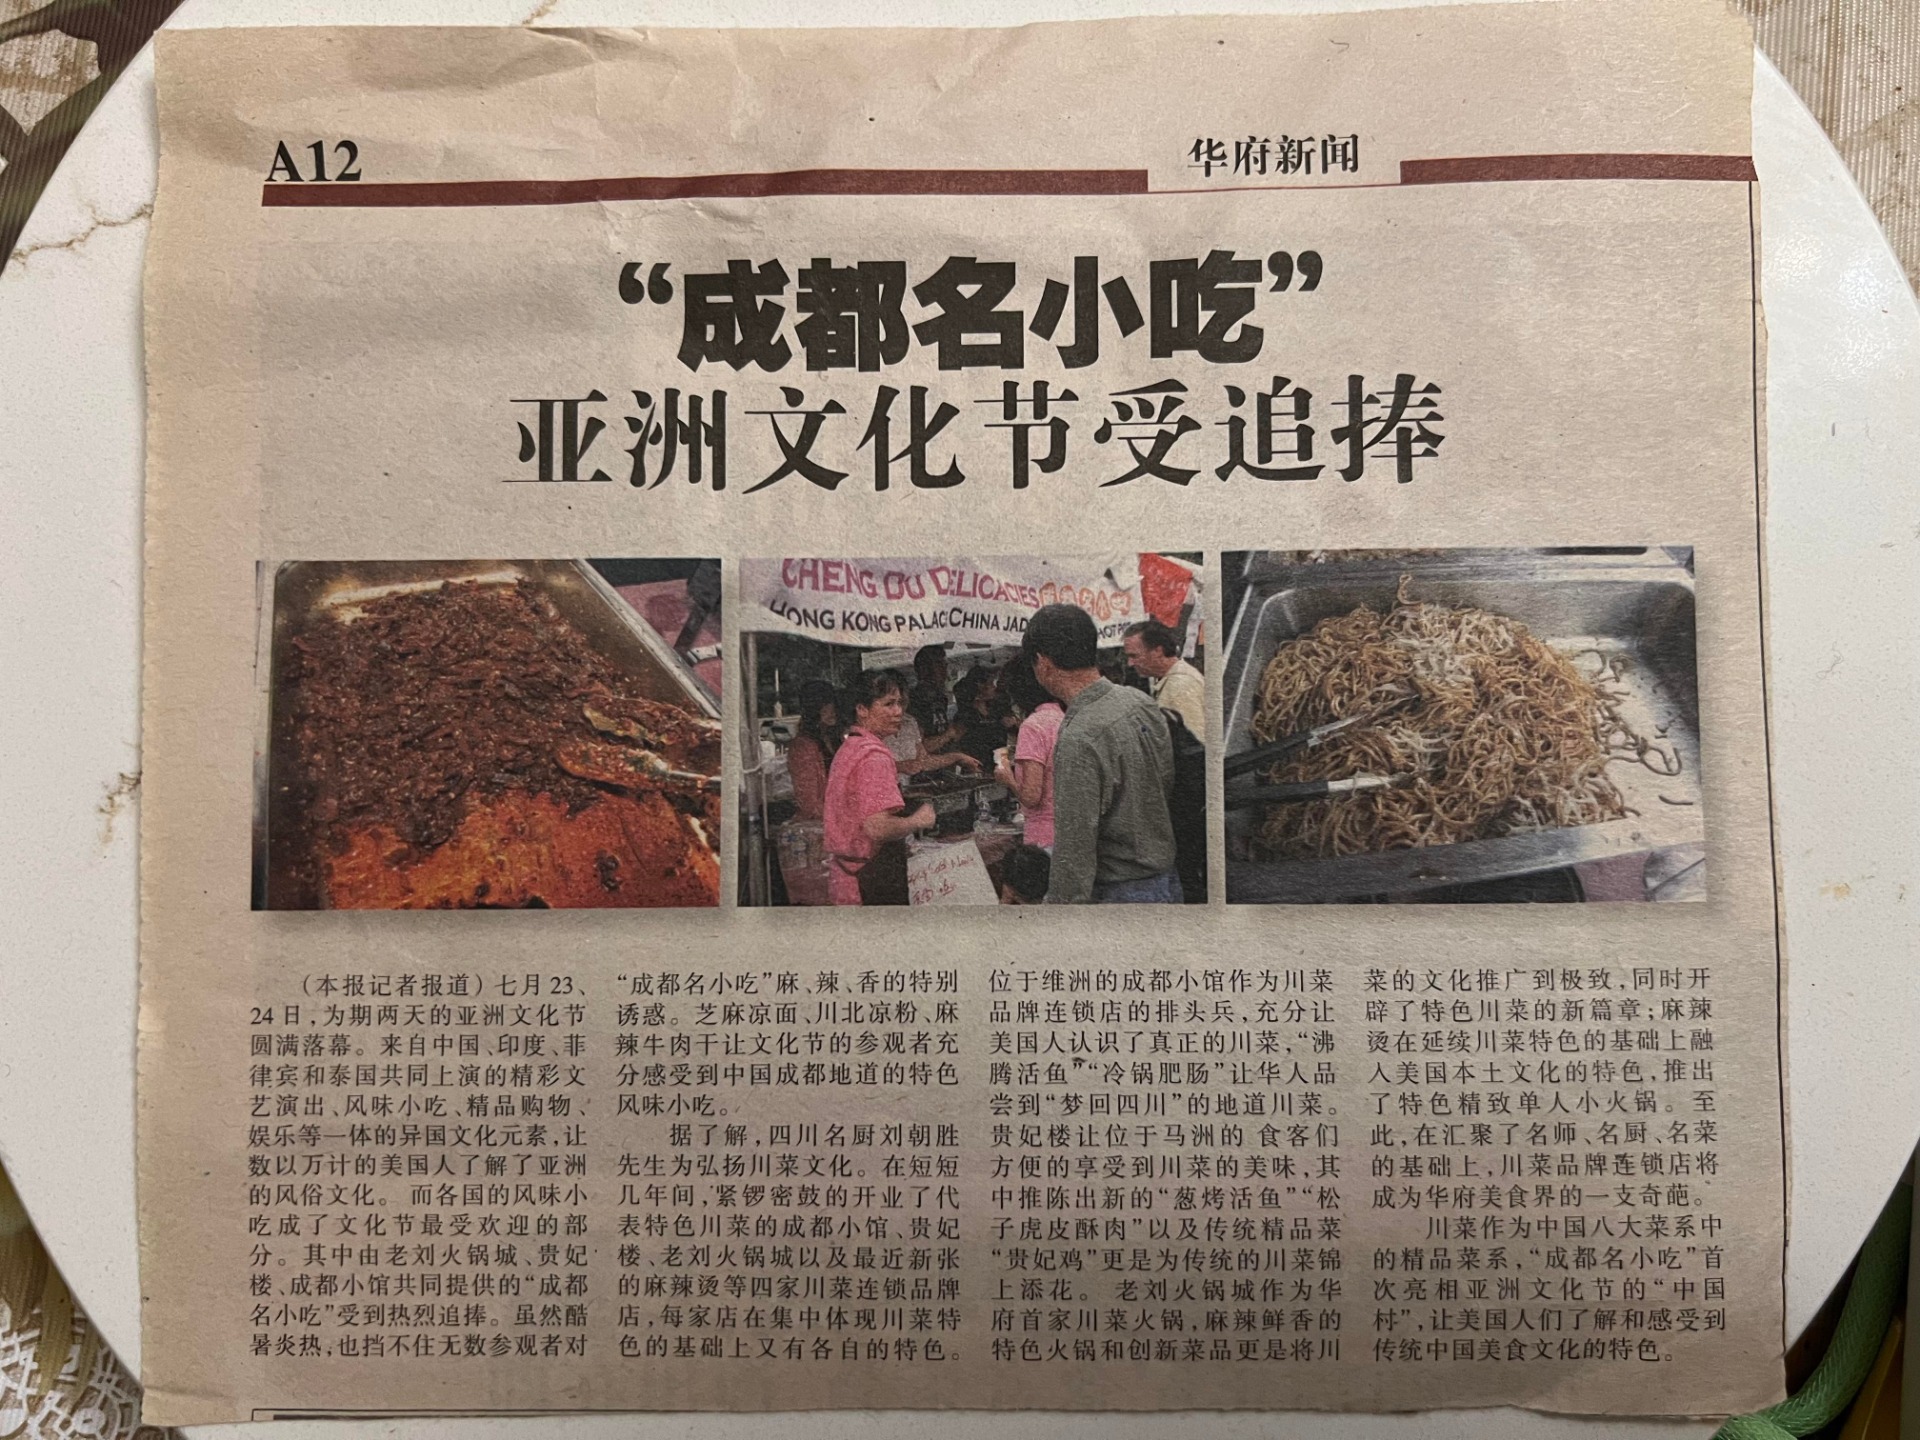 A12
华府新闻
“成都名小吃”
亚洲文化节受追捧
CHENG DU DELICACIES
HONG KONG PALAC CHINA JAD
（本报记者报道）七月23、
24日，为期两天的亚洲文化节
圆满落幕。来自中国、印度、菲
律宾和泰国共同上演的精彩文
艺演出、风味小吃、精品购物、
娱乐等一体的异国文化元素，让
数以万计的美国人了解了亚洲
的风俗文化。而各国的风味小
吃成了文化节最受欢迎的部
分。其中由老刘火锅城、贵妃
楼、成都小馆共同提供的“成都
名小吃”受到热烈追捧。虽然酷
暑炎热，也挡不住无数参观者对
“成都名小吃”麻、辣、香的特别
诱惑。芝麻凉面、川北凉粉、麻
辣牛肉干让文化节的参观者充
分感受到中国成都地道的特色
风味小吃。
据了解，四川名厨刘朝胜
先生为弘扬川菜文化。在短短
几年间，紧锣密鼓的开业了代
表特色川菜的成都小馆、贵妃
楼、老刘火锅城以及最近新张
的麻辣烫等四家川菜连锁品牌
店，每家店在集中体现川菜特
色的基础上又有各自的特色。
位于维洲的成都小馆作为川菜
品牌连锁店的排头兵，充分让
美国人认识了真正的川菜，“沸
腾活鱼”“冷锅肥肠”让华人品
尝到“梦回四川”的地道川菜。
贵妃楼让位于马洲的 食客们
方便的享受到川菜的美味，其
中推陈出新的“葱烤活鱼”“松
子虎皮酥肉”以及传统精品菜
“贵妃鸡”更是为传统的川菜锦
上添花。 老刘火锅城作为华
府首家川菜火锅，麻辣鲜香的
特色火锅和创新菜品更是将川
菜的文化推广到极致，同时开
辟了特色川菜的新篇章；麻辣
烫在延续川菜特色的基础上融
入美国本土文化的特色，推出
了特色精致单人小火锅。至
此，在汇聚了名师、名厨、名菜
的基础上，川菜品牌连锁店将
成为华府美食界的一支奇葩。
川菜作为中国八大菜系中
的精品菜系，“成都名小吃”首
次亮相亚洲文化节的“中国
村”，让美国人们了解和感受到
传统中国美食文化的特色。